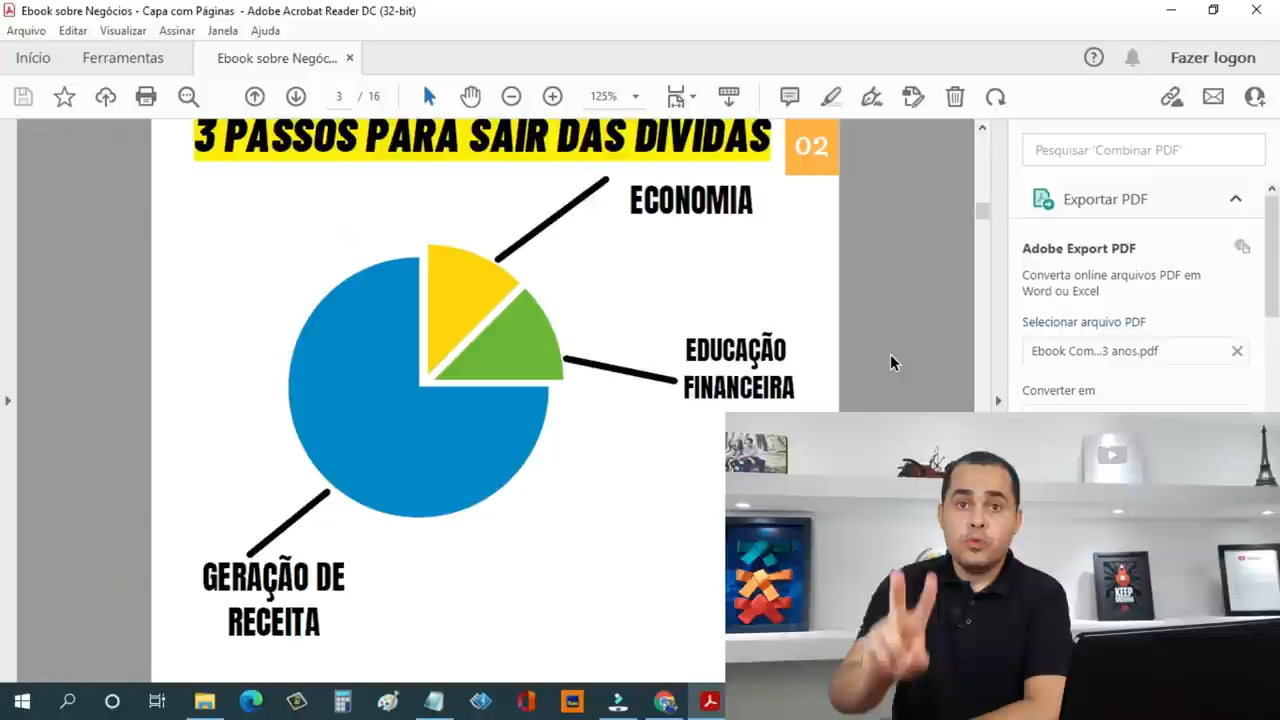 Ebook sobre Negócios - Capa com Páginas - Adobe Acrobat Reader DC (32-bit)
Arquivo Editar Visualizar Assinar Janela Ajuda
Início Ferramentas Ebook sobre Negóc... Fazer logon
3 / 16 125%
3 PASSOS PARA SAIR DAS DIVIDAS
02
ECONOMIA
EDUCAÇÃO
FINANCEIRA
GERAÇÃO DE
RECEITA
Pesquisar 'Combinar PDF'
Exportar PDF
Adobe Export PDF
Converta online arquivos PDF em
Word ou Excel
Selecionar arquivo PDF
Ebook Com...3 anos.pdf
Converter em
KEEP